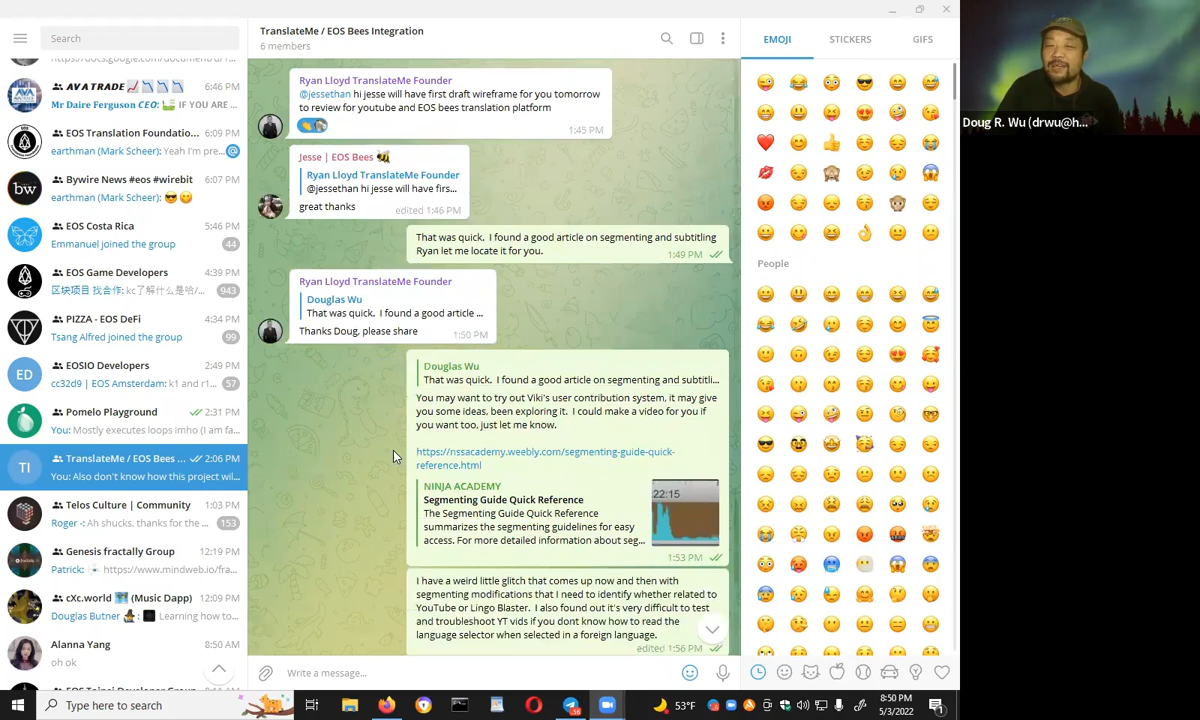 Search
https://docs.google.com/document/d/19
AVA TRADE 6:46 PM
Mr Daire Ferguson CEO: IF YOU ARE ...
EOS Translation Foundatio... 6:09 PM
earthman (Mark Scheer): Yeah I'm pre...
Bywire News #eos #wirebit 6:07 PM
earthman (Mark Scheer): 😎 😋
EOS Costa Rica 5:46 PM
Emmanuel joined the group 44
EOS Game Developers 4:39 PM
区块项目 找合作: kc了解什么是哈/... 943
PIZZA - EOS DeFi 4:34 PM
Tsang Alfred joined the group 99
ED
EOSIO Developers 2:49 PM
cc32d9 | EOS Amsterdam: k1 and r1... 57
Pomelo Playground 2:31 PM
You: Mostly executes loops imho (I am fa...
TI
TranslateMe / EOS Bees ... 2:06 PM
You: Also don't know how this project wil...
Telos Culture | Community 1:03 PM
Roger -: Ah shucks, thanks for the ... 153
Genesis fractally Group 12:19 PM
Patrick: https://www.mindweb.io/fra...
cXc.world (Music Dapp) 12:09 PM
Douglas Butner : Learning how to...
Alanna Yang 8:50 AM
oh ok
TranslateMe / EOS Bees Integration
6 members
Ryan Lloyd TranslateMe Founder
@jessethan hi jesse will have first draft wireframe for you tomorrow
to review for youtube and EOS bees translation platform
1:45 PM
Jesse | EOS Bees 🐝
Ryan Lloyd TranslateMe Founder
@jessethan hi jesse will have firs...
great thanks
edited 1:46 PM
That was quick. I found a good article on segmenting and subtitling
Ryan let me locate it for you.
1:49 PM
Ryan Lloyd TranslateMe Founder
Douglas Wu
That was quick. I found a good article ...
Thanks Doug, please share
1:50 PM
Douglas Wu
That was quick. I found a good article on segmenting and subtitli...
You may want to try out Viki's user contribution system, it may give
you some ideas, been exploring it. I could make a video for you if
you want too, just let me know.
https://nssacademy.weebly.com/segmenting-guide-quick-
reference.html
NINJA ACADEMY
Segmenting Guide Quick Reference
The Segmenting Guide Quick Reference
summarizes the segmenting guidelines for easy
access. For more detailed information about seg...
22:15
1:53 PM
I have a weird little glitch that comes up now and then with
segmenting modifications that I need to identify whether related to
YouTube or Lingo Blaster. I also found out it's very difficult to test
and troubleshoot YT vids if you dont know how to read the
language selector when selected in a foreign language.
edited 1:56 PM
Write a message...
EMOJI
STICKERS
GIFS
People
Doug R. Wu (drwu@h...
Type here to search
53°F
8:50 PM
5/3/2022